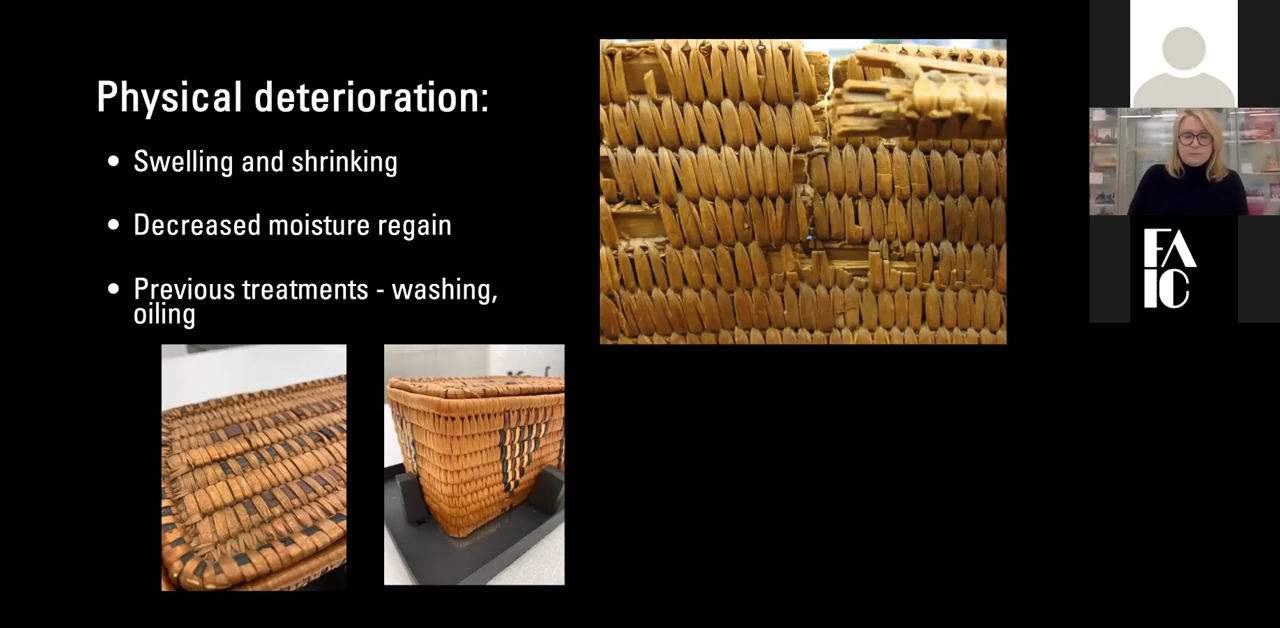 Physical deterioration:
• Swelling and shrinking
• Decreased moisture regain
• Previous treatments - washing,
oiling
FA
IC